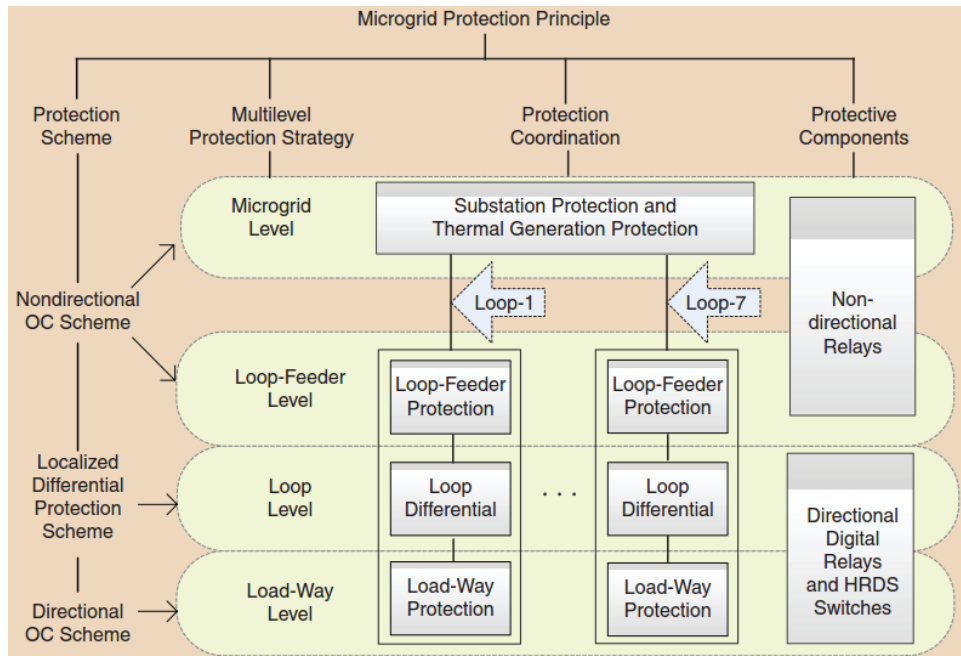 Microgrid Protection Principle
Protection
Scheme
Multilevel
Protection Strategy
Protection
Coordination
Protective
Components
Microgrid
Level
Substation Protection and
Thermal Generation Protection
Nondirectional
OC Scheme
Loop-1
Loop-7
Non-
directional
Relays
Loop-Feeder
Level
Loop-Feeder
Protection
Loop-Feeder
Protection
Localized
Differential
Protection
Scheme
Loop
Level
Loop
Differential
. . .
Loop
Differential
Directional
Digital
Relays
and HRDS
Switches
Directional
OC Scheme
Load-Way
Level
Load-Way
Protection
Load-Way
Protection